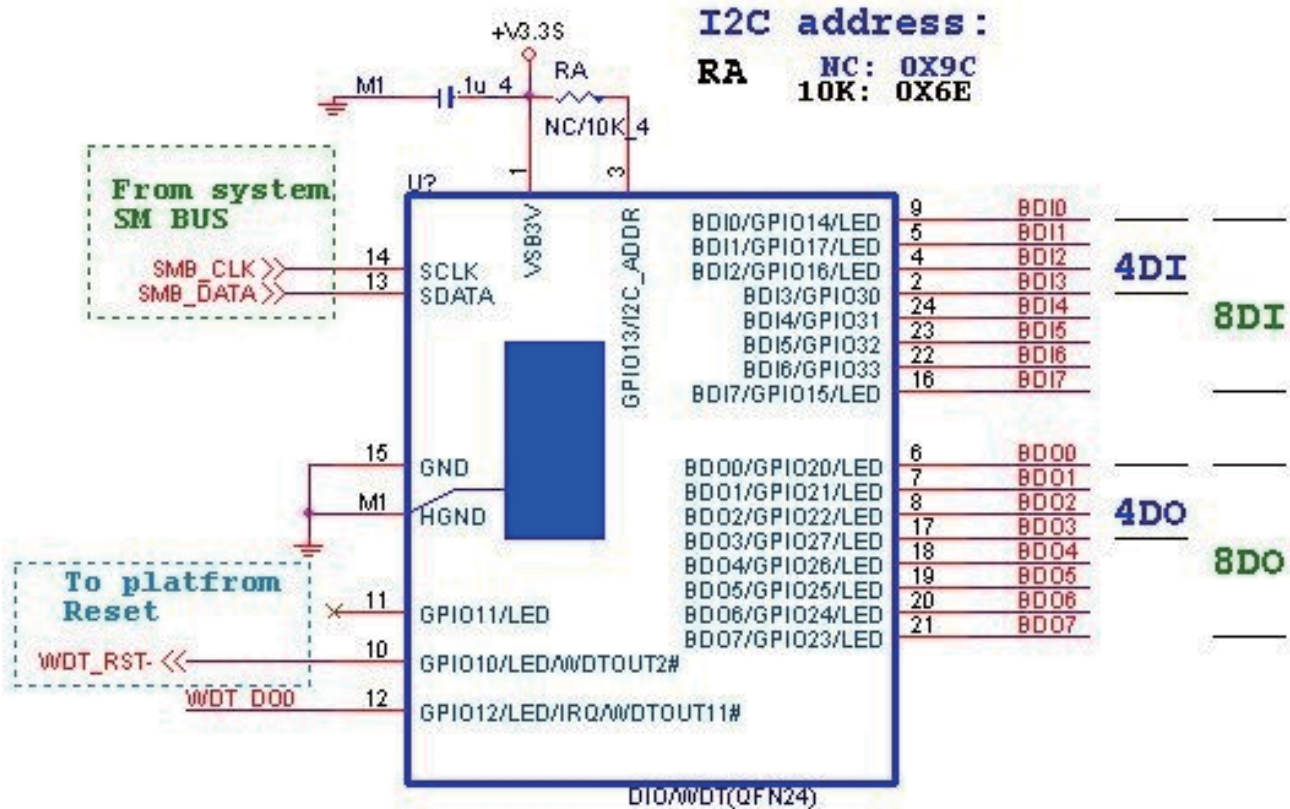 I2C address:
RA NC: 0X9C
10K: 0X6E
+V3.3S
M1 .1u_4 RA
NC/10K_4
1 3
From system
SM BUS
SMB_CLK
SMB_DATA
14
13
U?
SCLK
SDATA
VSB3V
GPIO13/I2C_ADDR
BDI0/GPIO14/LED 9 BDI0
BDI1/GPIO17/LED 5 BDI1
BDI2/GPIO16/LED 4 BDI2
BDI3/GPIO30 2 BDI3
BDI4/GPIO31 24 BDI4
BDI5/GPIO32 23 BDI5
BDI6/GPIO33 22 BDI6
BDI7/GPIO15/LED 16 BDI7
4DI
8DI
15 GND
M1 HGND
BDO0/GPIO20/LED 6 BDO0
BDO1/GPIO21/LED 7 BDO1
BDO2/GPIO22/LED 8 BDO2
BDO3/GPIO27/LED 17 BDO3
BDO4/GPIO26/LED 18 BDO4
BDO5/GPIO25/LED 19 BDO5
BDO6/GPIO24/LED 20 BDO6
BDO7/GPIO23/LED 21 BDO7
4DO
8DO
To platfrom
Reset
11 GPIO11/LED
WDT_RST- 10 GPIO10/LED/WDTOUT2#
WDT_DO0 12 GPIO12/LED/IRQ/WDTOUT11#
DIO/WDT(QFN24)